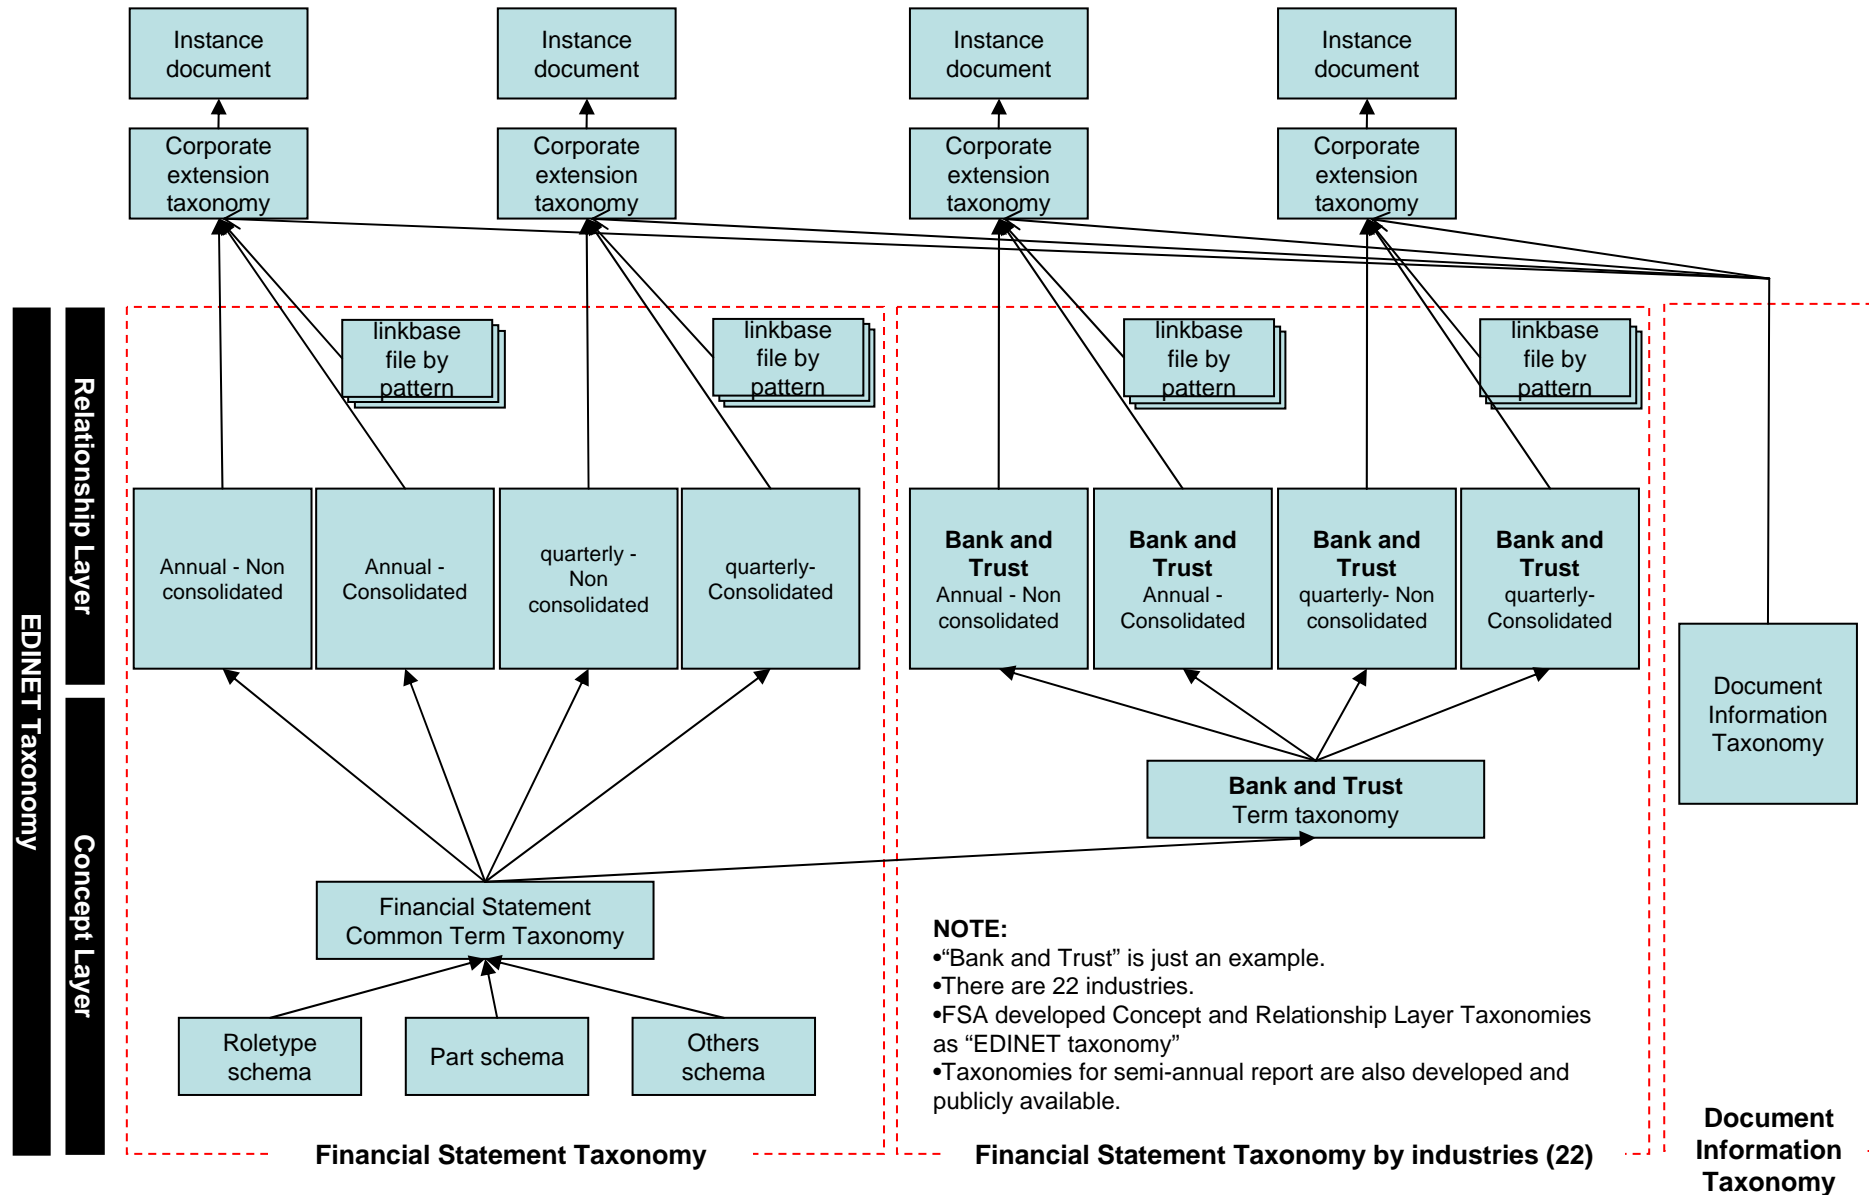 Instance
document
Instance
document
Instance
document
Instance
document
Corporate
extension
taxonomy
Corporate
extension
taxonomy
Corporate
extension
taxonomy
Corporate
extension
taxonomy
EDINET Taxonomy
Relationship Layer
Concept Layer
linkbase
file by
pattern
linkbase
file by
pattern
linkbase
file by
pattern
linkbase
file by
pattern
Annual - Non
consolidated
Annual -
Consolidated
quarterly -
Non
consolidated
quarterly-
Consolidated
Bank and
Trust
Annual - Non
consolidated
Bank and
Trust
Annual -
Consolidated
Bank and
Trust
quarterly- Non
consolidated
Bank and
Trust
quarterly-
Consolidated
Document
Information
Taxonomy
Bank and Trust
Term taxonomy
Financial Statement
Common Term Taxonomy
Roletype
schema
Part schema
Others
schema
NOTE:
•“Bank and Trust” is just an example.
•There are 22 industries.
•FSA developed Concept and Relationship Layer Taxonomies
as “EDINET taxonomy”
•Taxonomies for semi-annual report are also developed and
publicly available.
Financial Statement Taxonomy
Financial Statement Taxonomy by industries (22)
Document
Information
Taxonomy